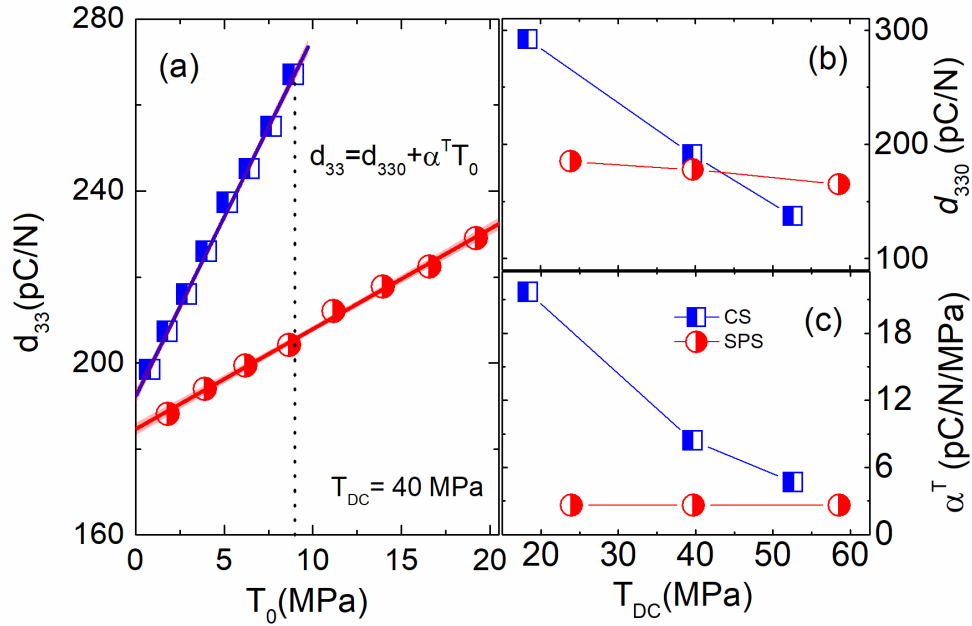 (a)
d33=d330+αTT0
TDC= 40 MPa
280
240
200
160
d33(pC/N)
0
5
10
15
20
T0(MPa)
(b)
300
200
100
d330 (pC/N)
(c)
CS
SPS
18
12
6
0
αT (pC/N/MPa)
20
30
40
50
60
TDC(MPa)